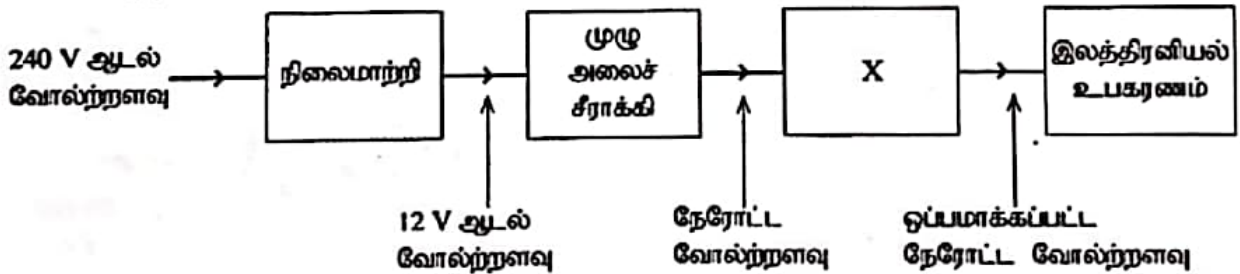 240 V ஆடல்
வோல்ற்றளவு
நிலைமாற்றி
முழு
அலைச்
சீராக்கி
X
இலத்திரனியல்
உபகரணம்
12 V ஆடல்
வோல்ற்றளவு
நேரோட்ட
வோல்ற்றளவு
ஒப்பமாக்கப்பட்ட
நேரோட்ட வோல்ற்றளவு